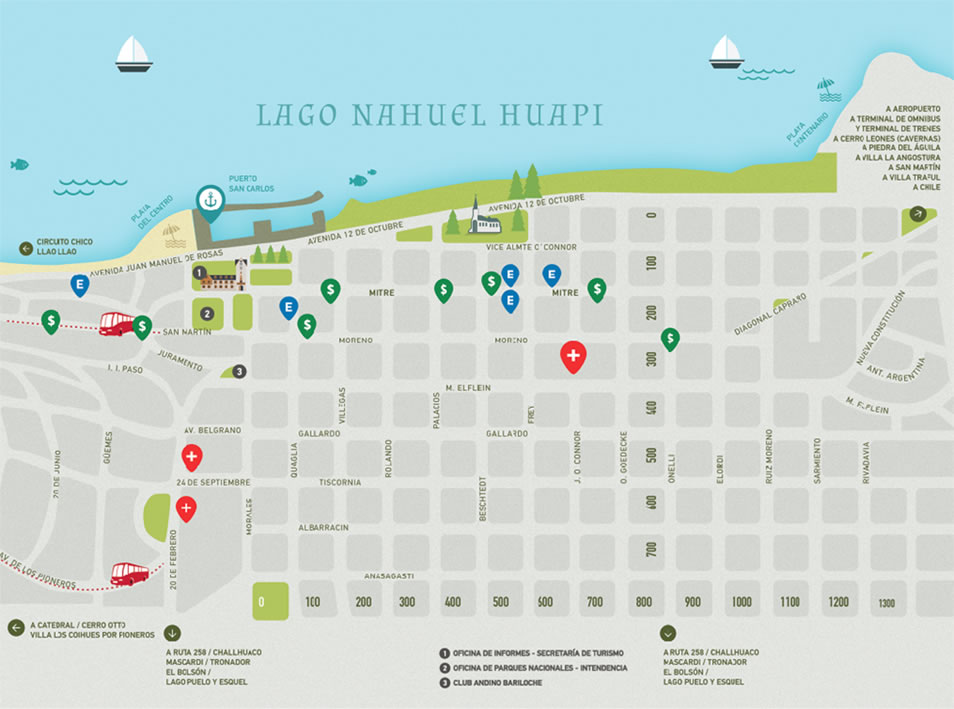 LAGO NAHUEL HUAPI
A AEROPUERTO
A TERMINAL DE OMNIBUS
Y TERMINAL DE TRENES
A CERRO LEONES (CAVERNAS)
A PIEDRA DEL ÁGUILA
A VILLA LA ANGOSTURA
A SAN MARTÍN
A VILLA TRAFUL
A CHILE
PLAYA
CENTENARIO
PUERTO
SAN CARLOS
PLAYA
DEL CENTRO
AVENIDA 12 DE OCTUBRE
AVENIDA 12 DE OCTUBRE
CIRCUITO CHICO
LLAO LLAO
AVENIDA JUAN MANUEL DE ROSAS
VICE ALMTE O´CONNOR
0
100
200
300
400
500
600
700
1
2
3
E
E
E
E
E
$
$
$
$
$
$
$
$
$
MITRE
MITRE
SAN MARTÍN
MORENO
MORENO
DIAGONAL CAPRARO
NUEVA CONSTITUCIÓN
ANT. ARGENTINA
M. ELFLEIN
JURAMENTO
I. I. PASO
M. ELFLEIN
VILLEGAS
PALACIOS
FREY
AV. BELGRANO
GALLARDO
GALLARDO
GÜEMES
20 DE JUNIO
QUAGLIA
ROLANDO
BESCHTEDT
J. O´CONNOR
O. GOEDECKE
ONELLI
ELORDI
RUIZ MORENO
SARMIENTO
RIVADAVIA
24 DE SEPTIEMBRE
TISCORNIA
MORALES
ALBARRACIN
20 DE FEBRERO
AV. DE LOS PIONEROS
ANASAGASTI
0 100 200 300 400 500 600 700 800 900 1000 1100 1200 1300
A CATEDRAL / CERRO OTTO
VILLA LOS COIHUES POR PIONEROS
A RUTA 258 / CHALLHUACO
MASCARDI / TRONADOR
EL BOLSÓN /
LAGO PUELO Y ESQUEL
1 OFICINA DE INFORMES - SECRETARÍA DE TURISMO
2 OFICINA DE PARQUES NACIONALES - INTENDENCIA
3 CLUB ANDINO BARILOCHE
A RUTA 258 / CHALLHUACO
MASCARDI / TRONADOR
EL BOLSÓN /
LAGO PUELO Y ESQUEL